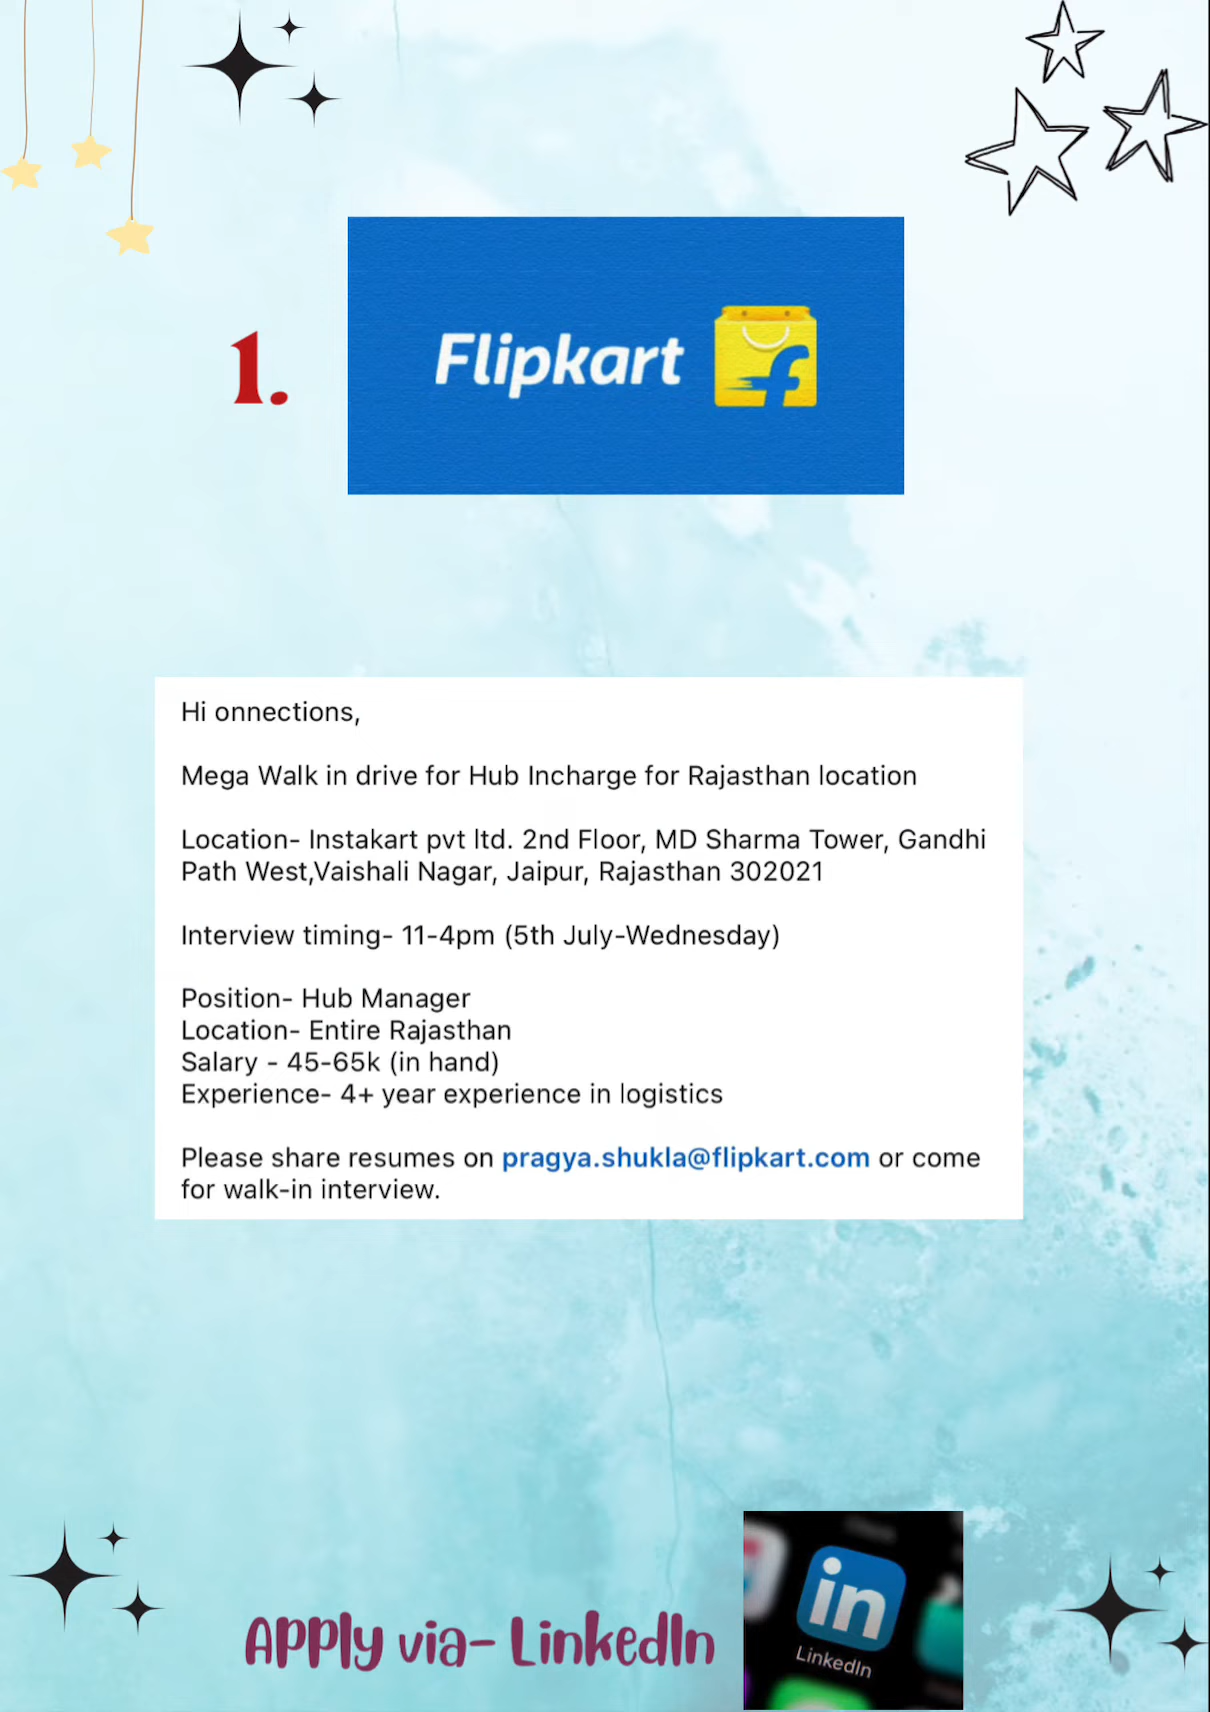 1.
Flipkart
Hi onnections,
Mega Walk in drive for Hub Incharge for Rajasthan location
Location- Instakart pvt ltd. 2nd Floor, MD Sharma Tower, Gandhi
Path West,Vaishali Nagar, Jaipur, Rajasthan 302021
Interview timing- 11-4pm (5th July-Wednesday)
Position- Hub Manager
Location- Entire Rajasthan
Salary - 45-65k (in hand)
Experience- 4+ year experience in logistics
Please share resumes on pragya.shukla@flipkart.com or come
for walk-in interview.
Apply via- LinkedIn
in
LinkedIn